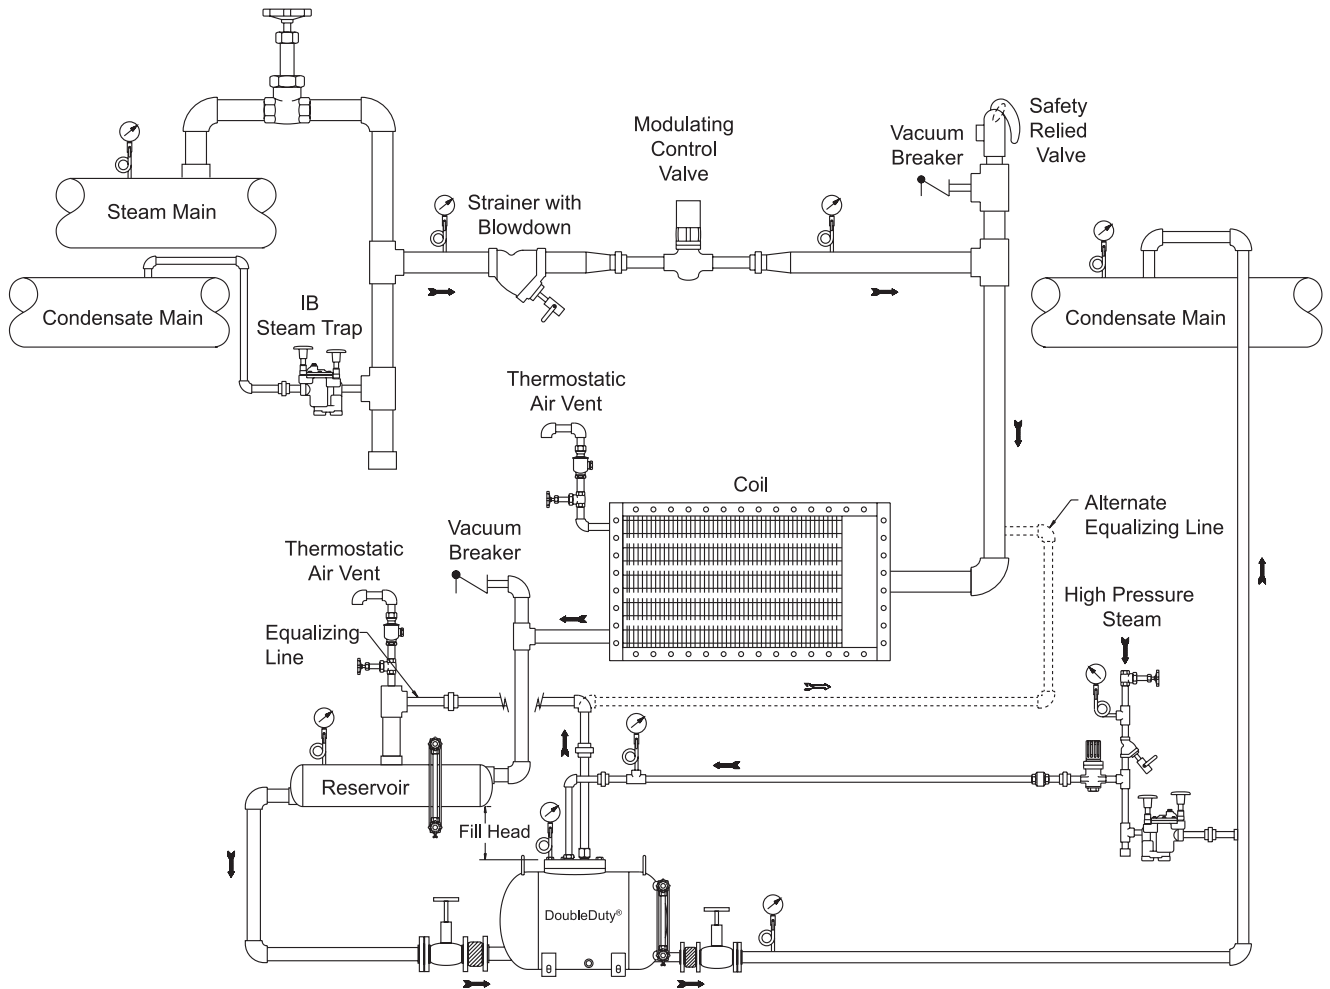 Safety
Relied
Valve
Modulating
Control
Valve
Vacuum
Breaker
Steam Main
Strainer with
Blowdown
IB
Steam Trap
Condensate Main
Condensate Main
Thermostatic
Air Vent
Coil
Alternate
Equalizing Line
Vacuum
Breaker
Thermostatic
Air Vent
High Pressure
Steam
Equalizing
Line
Reservoir
Fill Head
DoubleDuty®